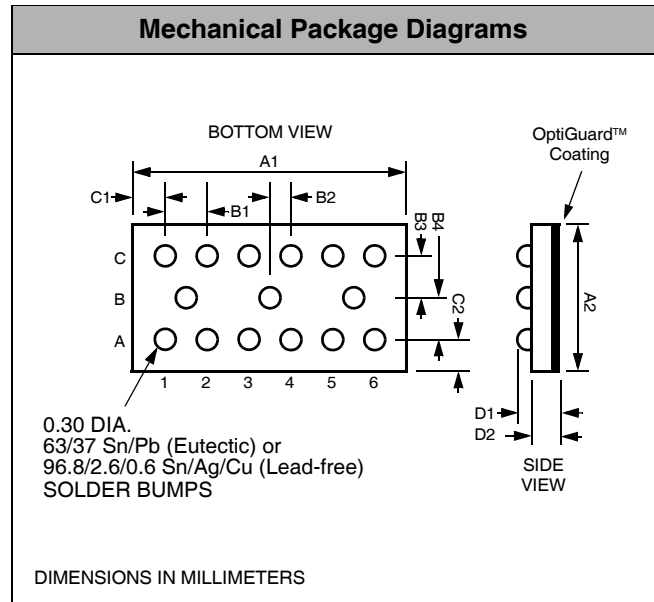 Mechanical Package Diagrams
BOTTOM VIEW
OptiGuard™
Coating
A1
C1
B1
B2
B3
B4
C
B
A
C2
A2
1 2 3 4 5 6
D1
D2
0.30 DIA.
63/37 Sn/Pb (Eutectic) or
96.8/2.6/0.6 Sn/Ag/Cu (Lead-free)
SOLDER BUMPS
SIDE
VIEW
DIMENSIONS IN MILLIMETERS